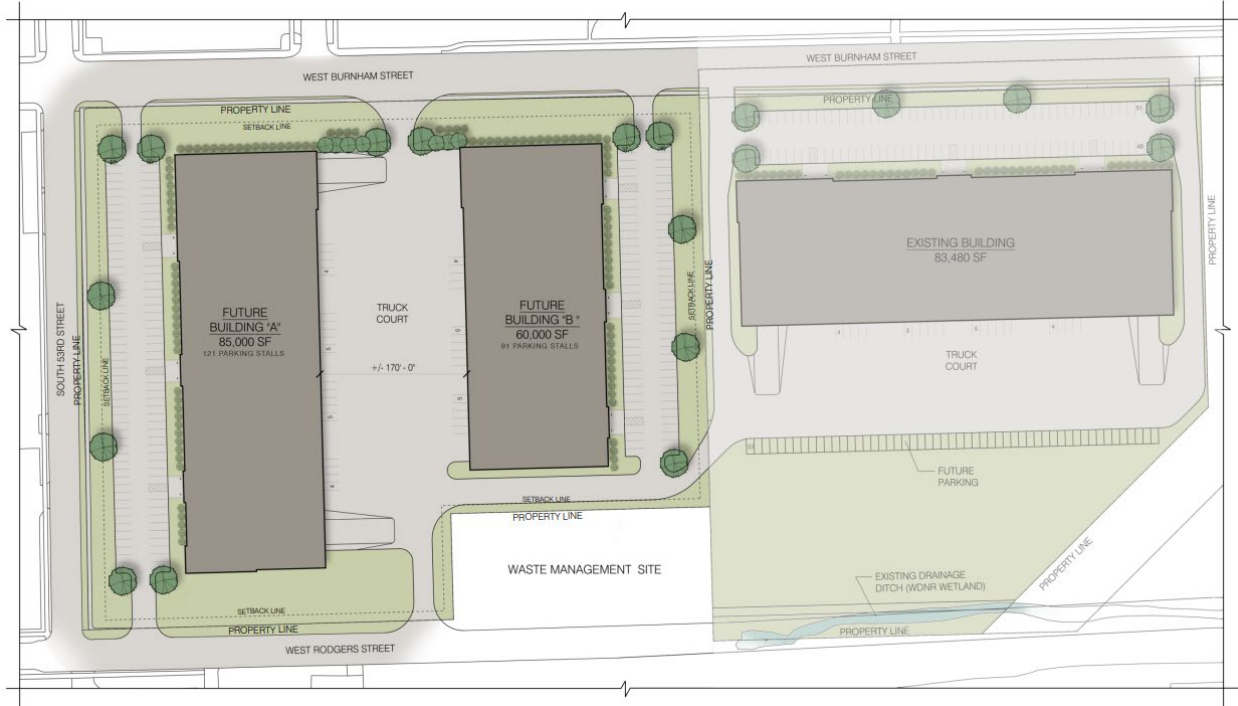 WEST BURNHAM STREET
WEST BURNHAM STREET
PROPERTY LINE
SETBACK LINE
PROPERTY LINE
SOUTH 53RD STREET
PROPERTY LINE
SETBACK LINE
FUTURE
BUILDING "A"
85,000 SF
121 PARKING STALLS
TRUCK
COURT
+/- 170' - 0"
FUTURE
BUILDING "B "
60,000 SF
91 PARKING STALLS
SETBACK LINE
PROPERTY LINE
EXISTING BUILDING
83,480 SF
PROPERTY LINE
TRUCK
COURT
FUTURE
PARKING
SETBACK LINE
PROPERTY LINE
WASTE MANAGEMENT SITE
EXISTING DRAINAGE
DITCH (WDNR WETLAND)
PROPERTY LINE
PROPERTY LINE
SETBACK LINE
PROPERTY LINE
WEST RODGERS STREET